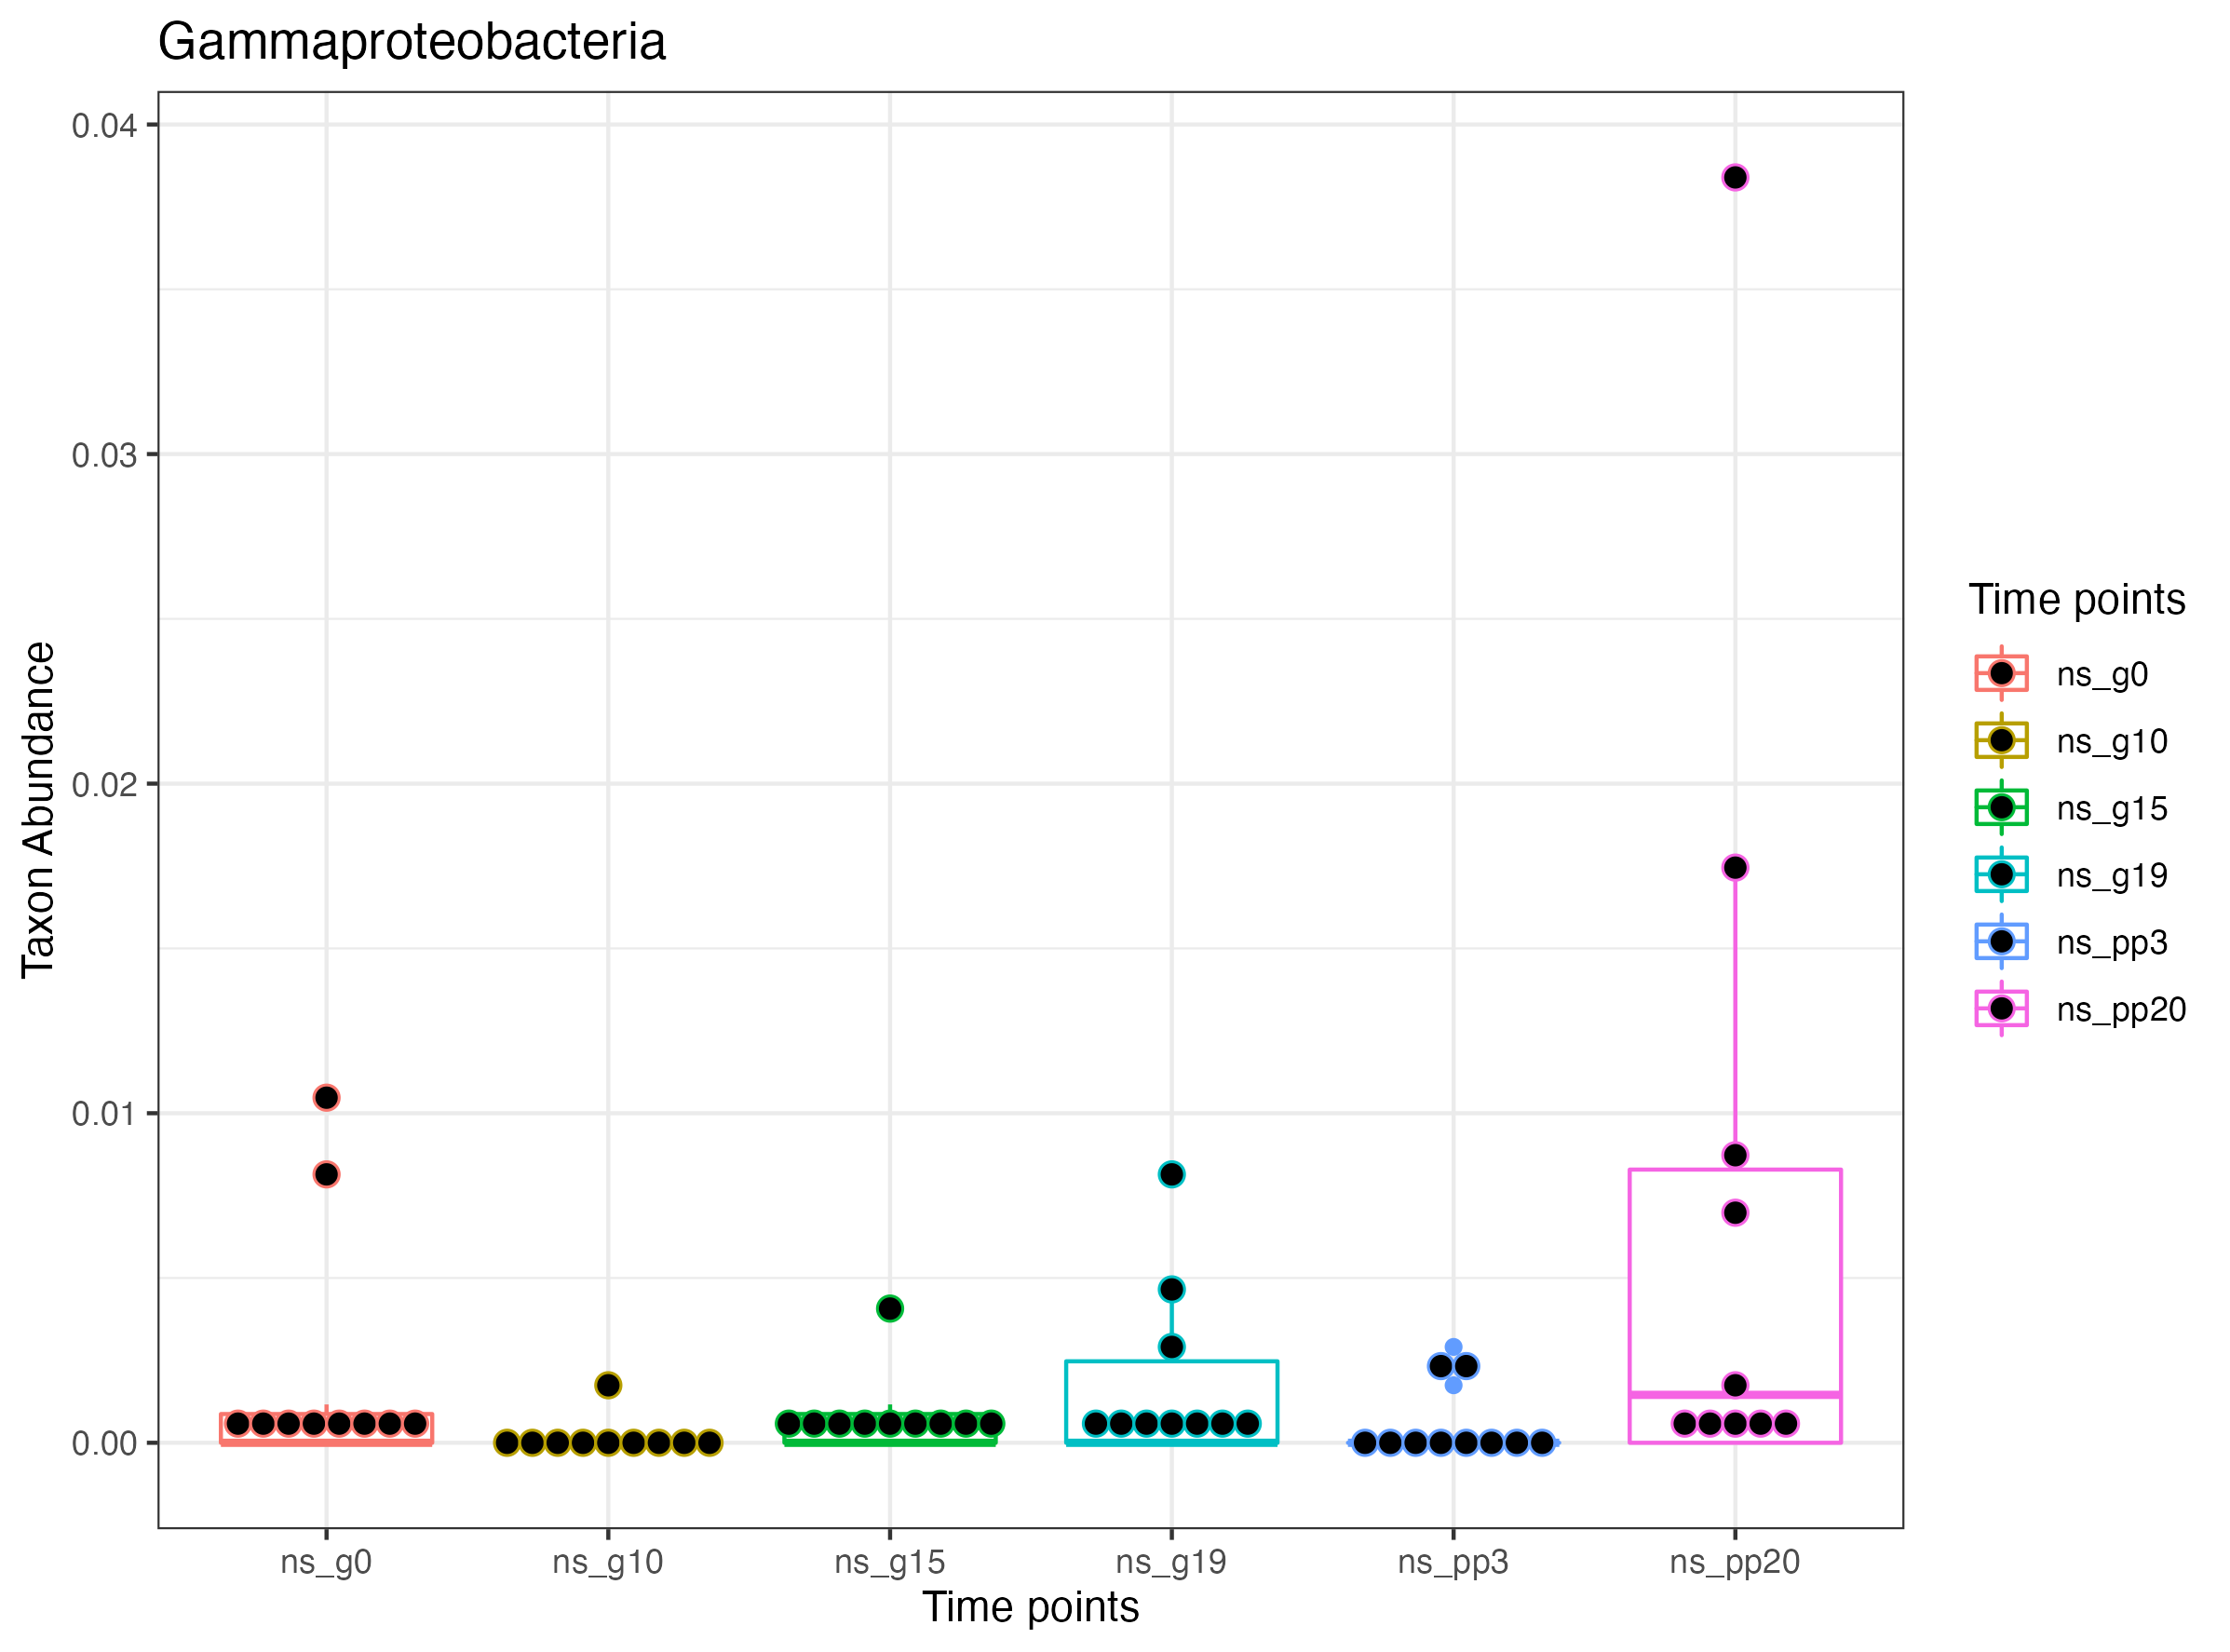 Gammaproteobacteria
0.04
0.03
0.02
0.01
0.00
Taxon Abundance
ns_g0 ns_g10 ns_g15 ns_g19 ns_pp3 ns_pp20
Time points
Time points
ns_g0
ns_g10
ns_g15
ns_g19
ns_pp3
ns_pp20